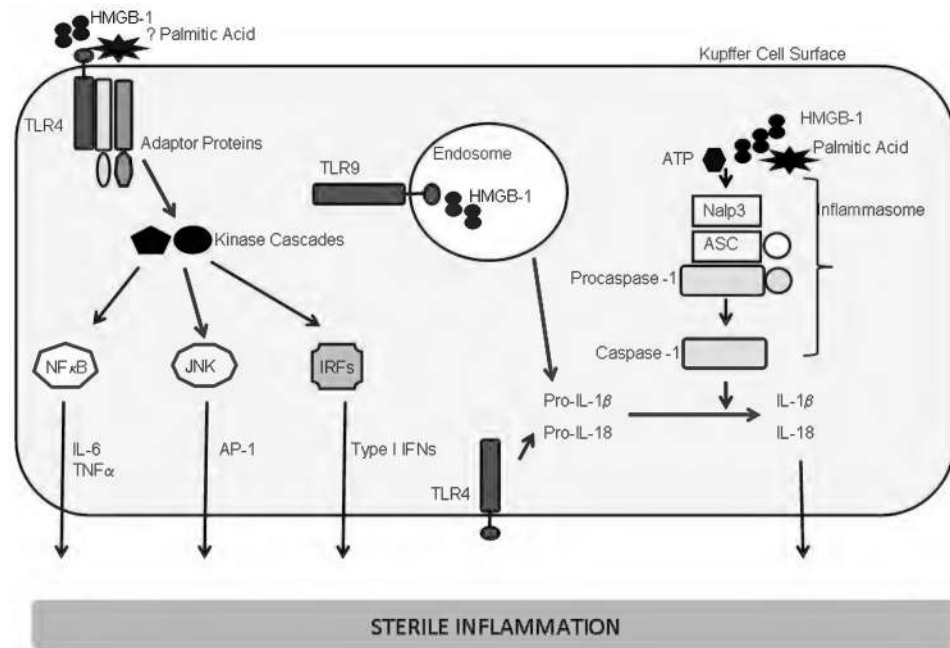 HMGB-1
? Palmitic Acid
Kupffer Cell Surface
TLR4
Adaptor Proteins
Kinase Cascades
NFκB
JNK
IRFs
IL-6
TNFα
AP-1
Type I IFNs
TLR9
Endosome
HMGB-1
HMGB-1
ATP
Palmitic Acid
Nalp3
Inflammasome
ASC
Procaspase -1
Caspase -1
Pro-IL-1β
IL-1β
Pro-IL-18
IL-18
TLR4
STERILE INFLAMMATION